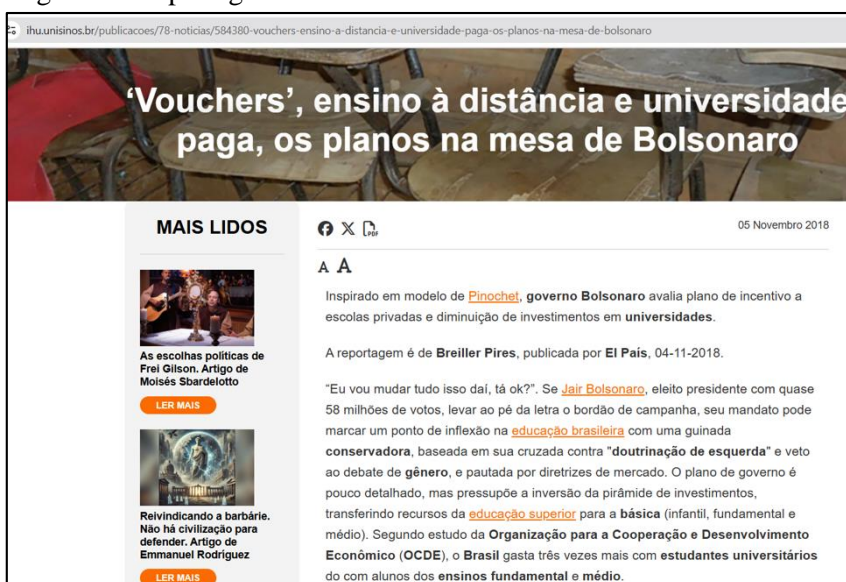 ihu.unisinos.br/publicacoes/78-noticias/584380-vouchers-ensino-a-distancia-e-universidade-paga-os-planos-na-mesa-de-bolsonaro
‘Vouchers’, ensino à distância e universidade
paga, os planos na mesa de Bolsonaro
MAIS LIDOS
As escolhas políticas de
Frei Gilson. Artigo de
Moisés Sbardelotto
LER MAIS
Reivindicando a barbárie.
Não há civilização para
defender. Artigo de
Emmanuel Rodríguez
LER MAIS
PDF
05 Novembro 2018
A A
Inspirado em modelo de Pinochet, governo Bolsonaro avalia plano de incentivo a
escolas privadas e diminuição de investimentos em universidades.
A reportagem é de Breiller Pires, publicada por El País, 04-11-2018.
“Eu vou mudar tudo isso daí, tá ok?”. Se Jair Bolsonaro, eleito presidente com quase
58 milhões de votos, levar ao pé da letra o bordão de campanha, seu mandato pode
marcar um ponto de inflexão na educação brasileira com uma guinada
conservadora, baseada em sua cruzada contra "doutrinação de esquerda" e veto
ao debate de gênero, e pautada por diretrizes de mercado. O plano de governo é
pouco detalhado, mas pressupõe a inversão da pirâmide de investimentos,
transferindo recursos da educação superior para a básica (infantil, fundamental e
médio). Segundo estudo da Organização para a Cooperação e Desenvolvimento
Econômico (OCDE), o Brasil gasta três vezes mais com estudantes universitários
do com alunos dos ensinos fundamental e médio.